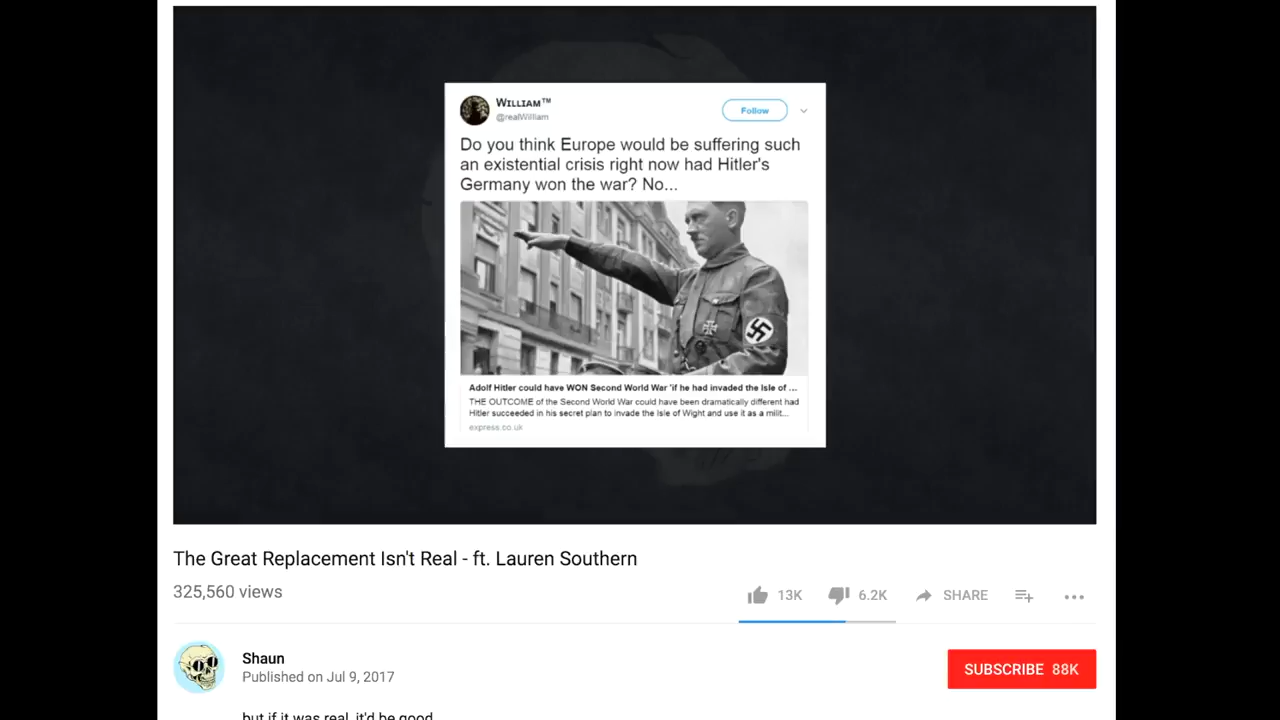 WILLIAM™
@realWilliam
Follow
Do you think Europe would be suffering such
an existential crisis right now had Hitler's
Germany won the war? No...
Adolf Hitler could have WON Second World War 'if he had invaded the Isle of ...
THE OUTCOME of the Second World War could have been dramatically different had
Hitler succeeded in his secret plan to invade the Isle of Wight and use it as a milit...
express.co.uk
The Great Replacement Isn't Real - ft. Lauren Southern
325,560 views
13K
6.2K
SHARE
Shaun
Published on Jul 9, 2017
SUBSCRIBE 88K
but if it was real, it'd be good